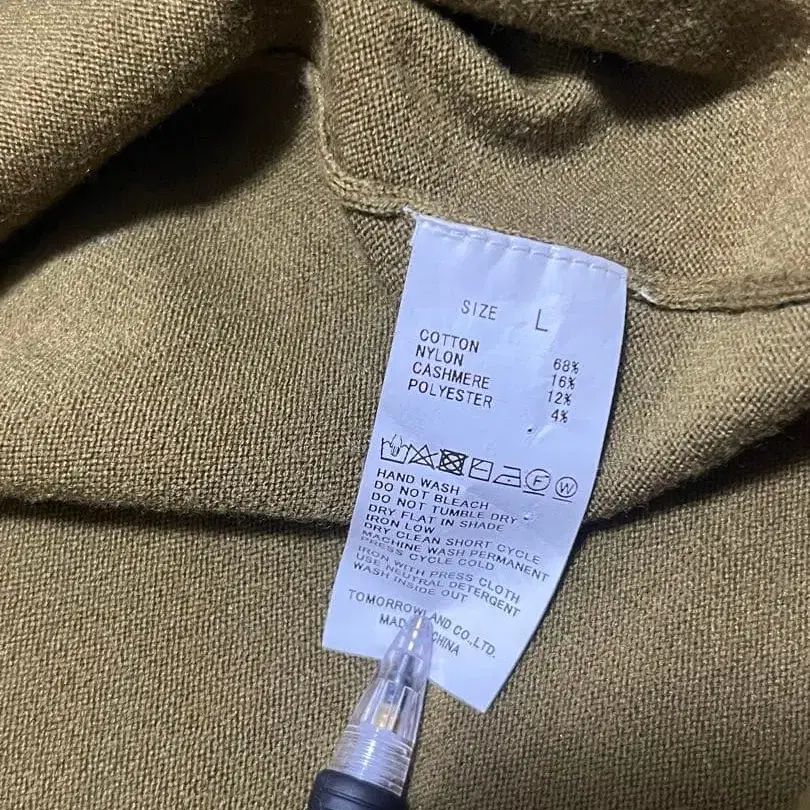 SIZE L
COTTON 68%
NYLON 16%
CASHMERE 12%
POLYESTER 4%
F W
HAND WASH
DO NOT BLEACH
DO NOT TUMBLE DRY
DRY FLAT IN SHADE
IRON LOW
DRY CLEAN SHORT CYCLE
MACHINE WASH PERMANENT
PRESS CYCLE COLD
IRON WITH PRESS CLOTH
USE NEUTRAL DETERGENT
WASH INSIDE OUT
TOMORROWLAND CO.,LTD.
MADE CHINA